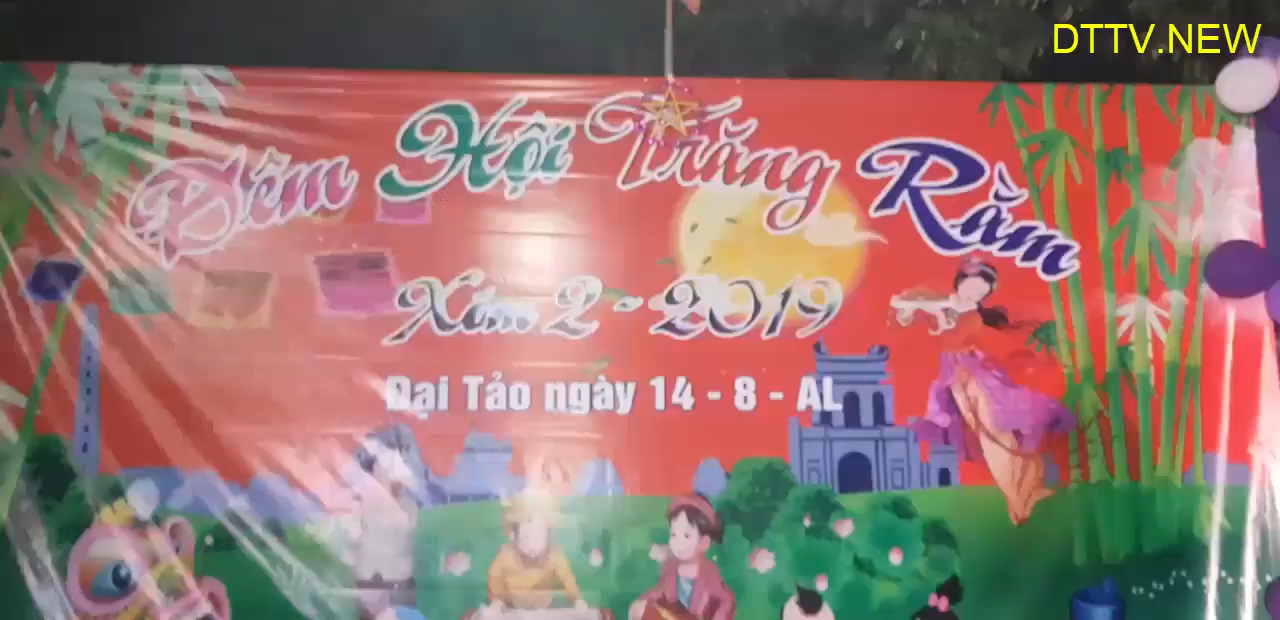 DTTV.NEW
Đêm Hội Trăng Rằm
Xóm 2 - 2019
Đại Tảo ngày 14 - 8 - AL